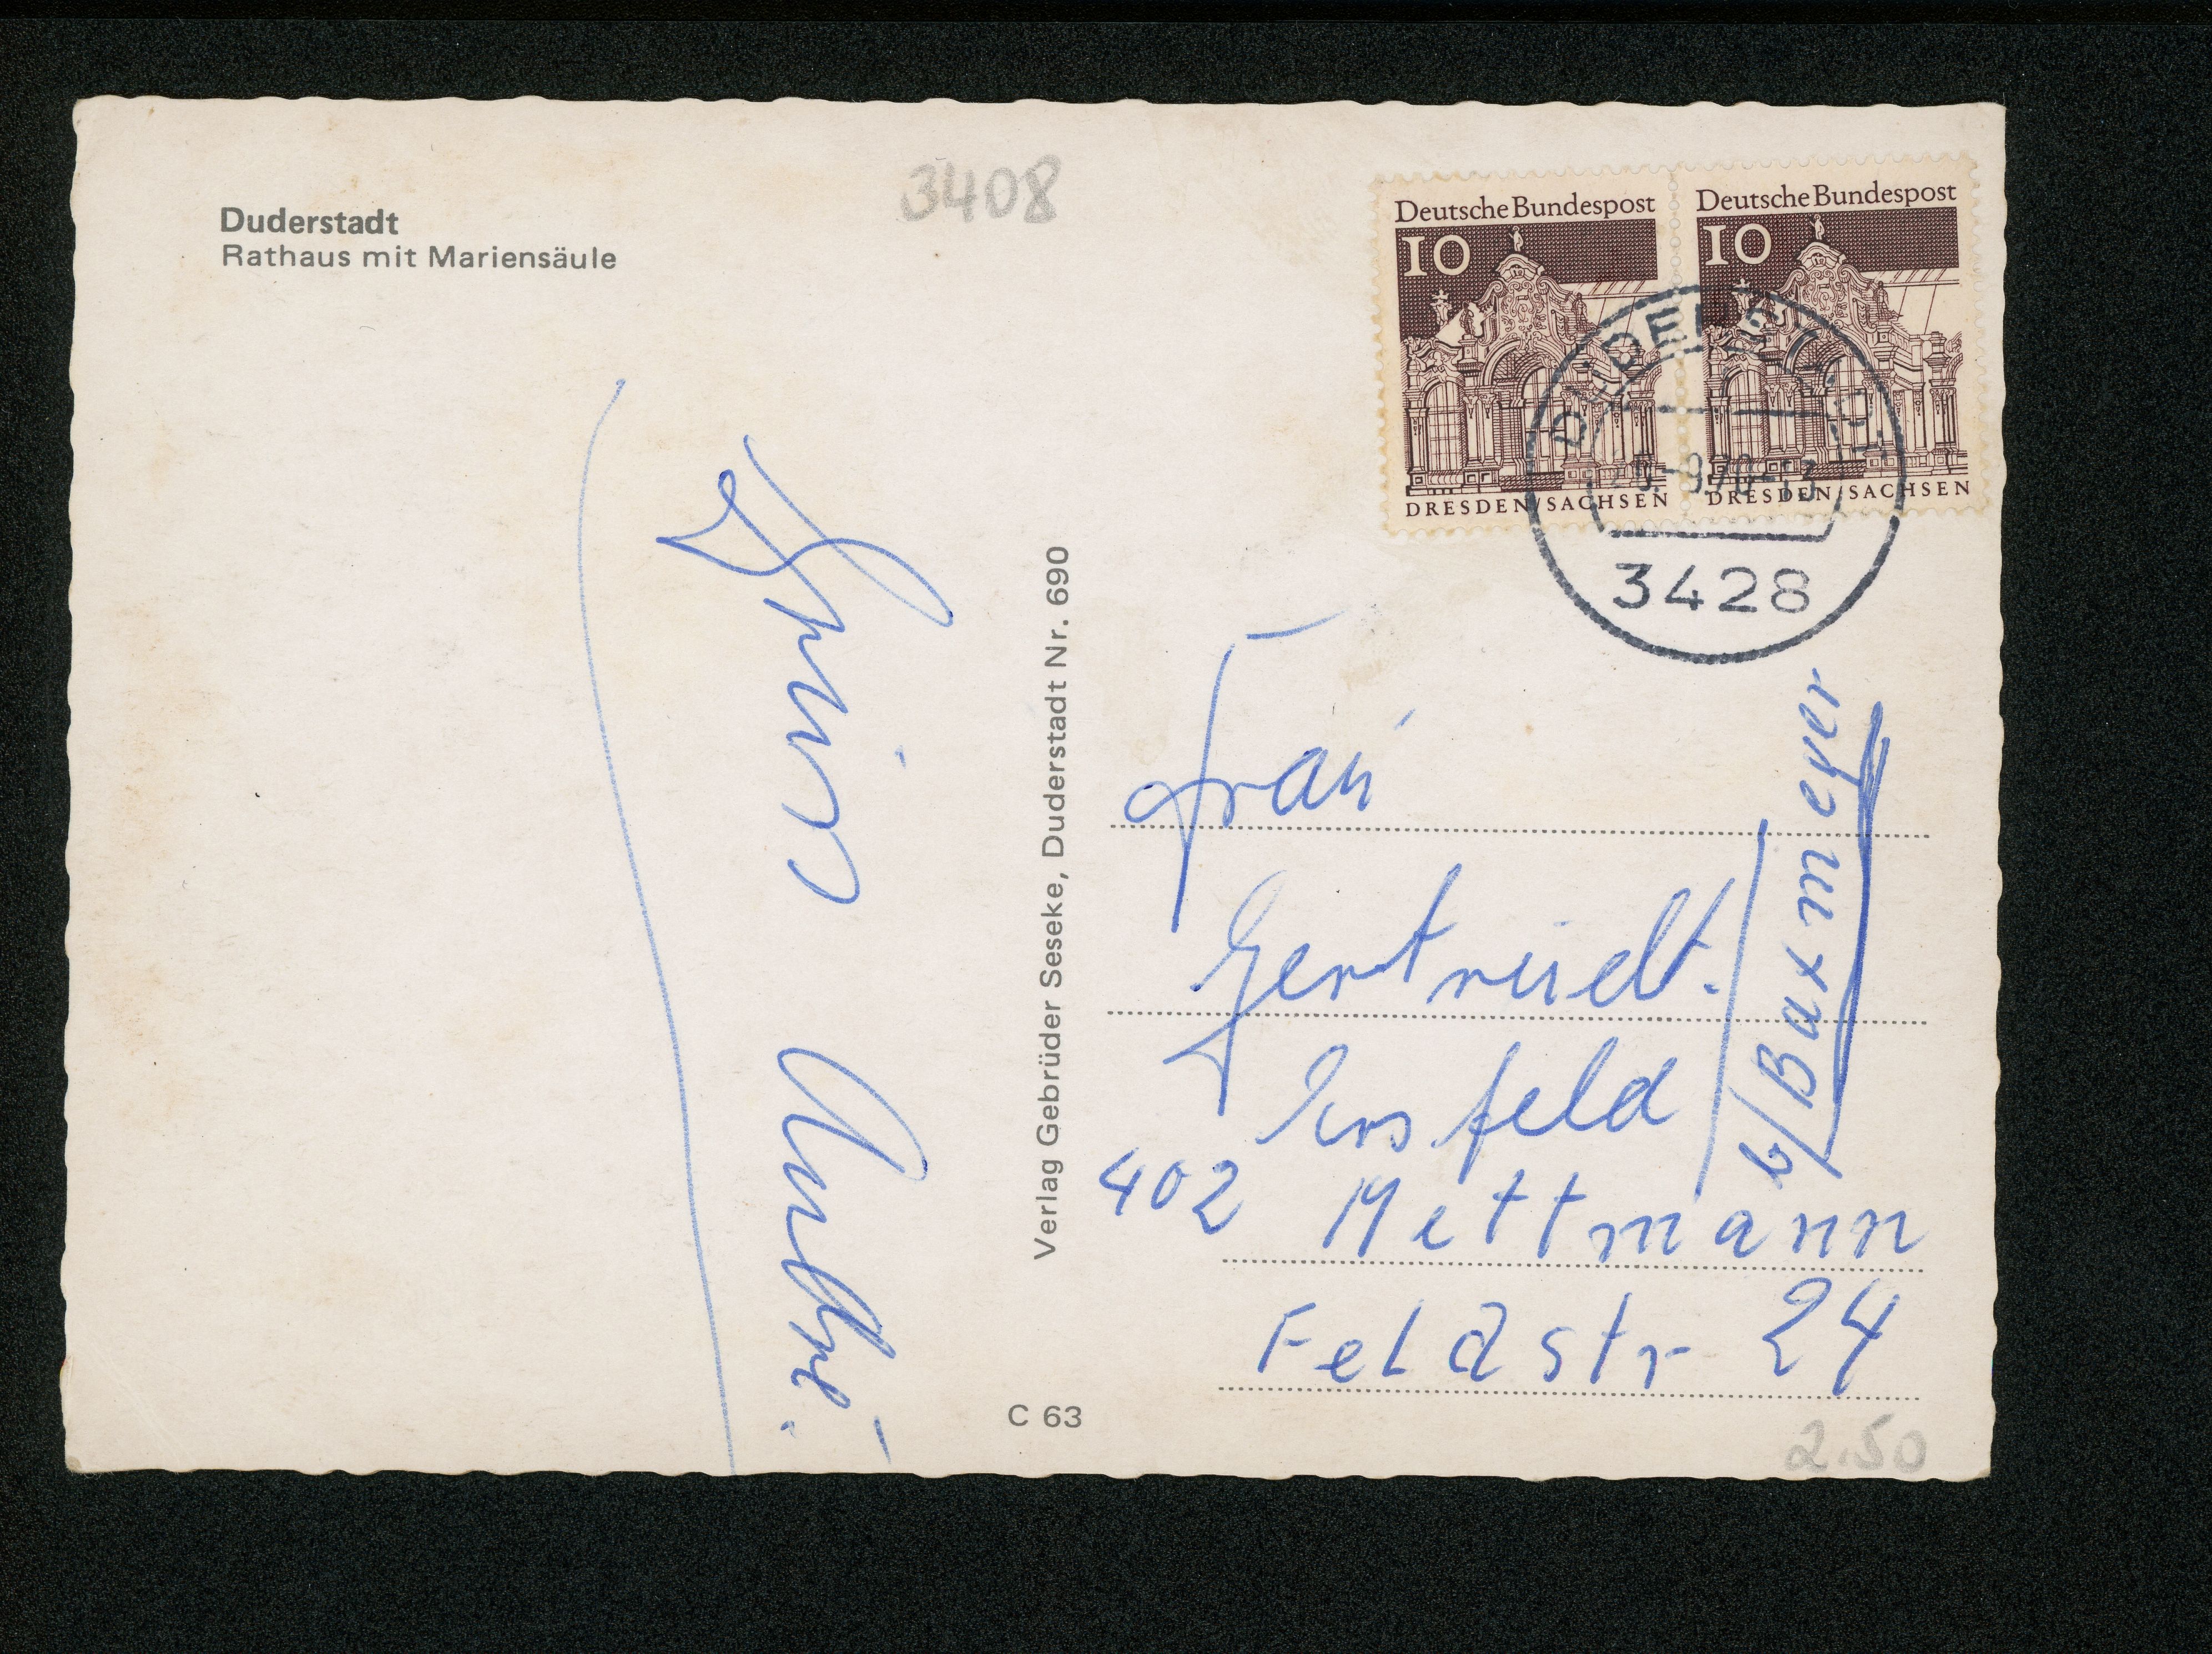 Duderstadt
Rathaus mit Mariensäule
3408
Deutsche Bundespost
10
DRESDEN/SACHSEN
Deutsche Bundespost
10
DRESDEN/SACHSEN
DUDERSTADT
3428
Verlag Gebrüder Seseke, Duderstadt Nr. 690
Frau
Gertrud
402 Mettmann
Feldstr 24
b/Baxmeyer
C 63
2.50